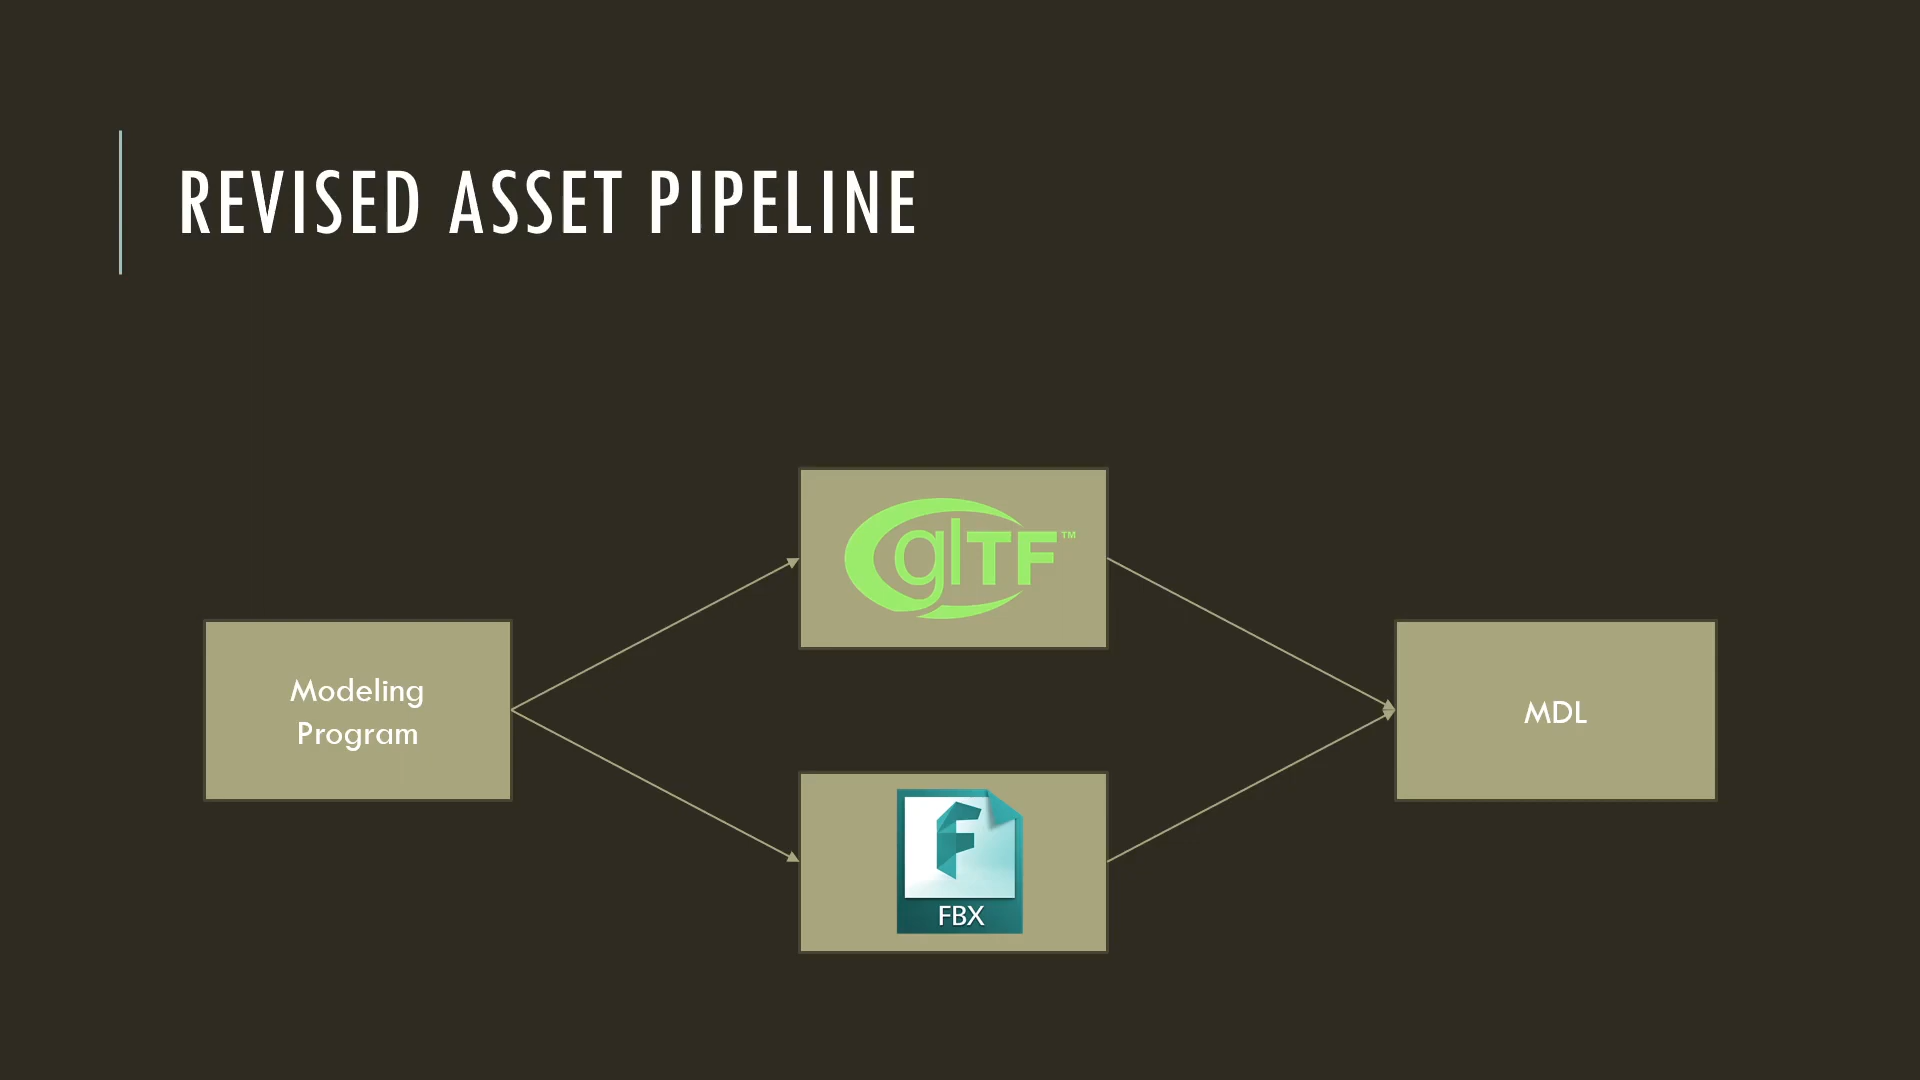 REVISED ASSET PIPELINE
glTF™
Modeling
Program
MDL
FBX